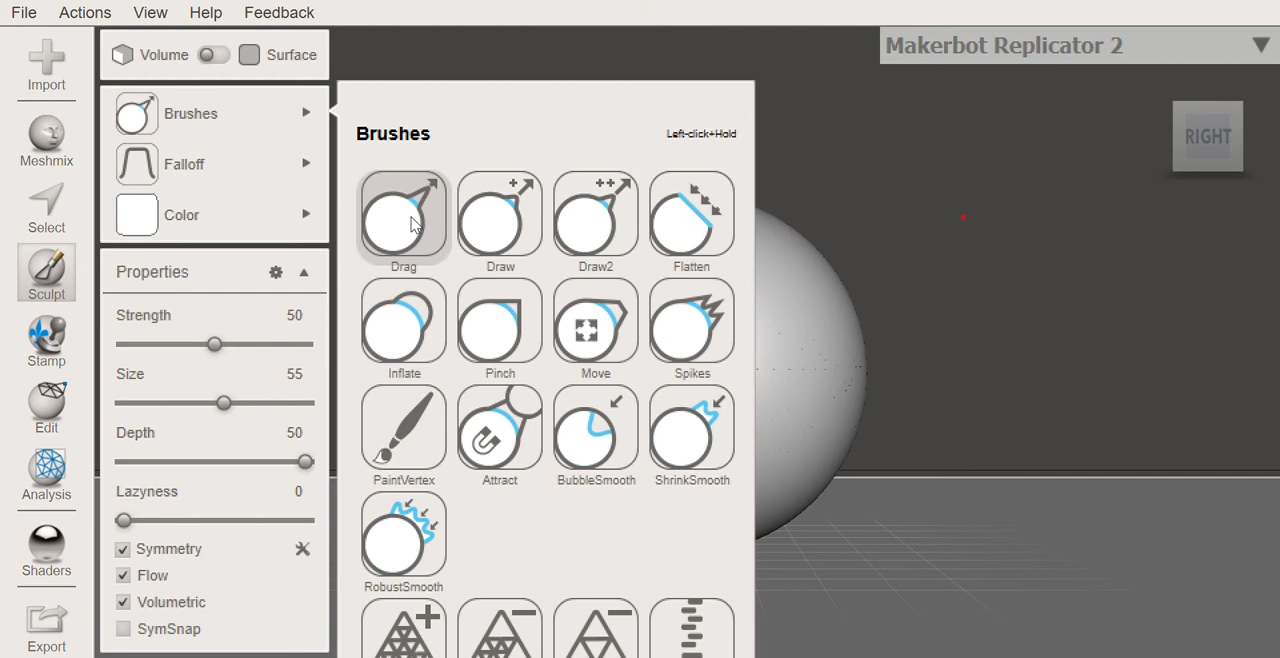 File Actions View Help Feedback
Makerbot Replicator 2
RIGHT
Import
Meshmix
Select
Sculpt
Stamp
Edit
Analysis
Shaders
Export
Volume Surface
Brushes
Falloff
Color
Properties
Strength 50
Size 55
Depth 50
Lazyness 0
Symmetry
Flow
Volumetric
SymSnap
Brushes Left-click+Hold
Drag Draw Draw2 Flatten
Inflate Pinch Move Spikes
PaintVertex Attract BubbleSmooth ShrinkSmooth
RobustSmooth